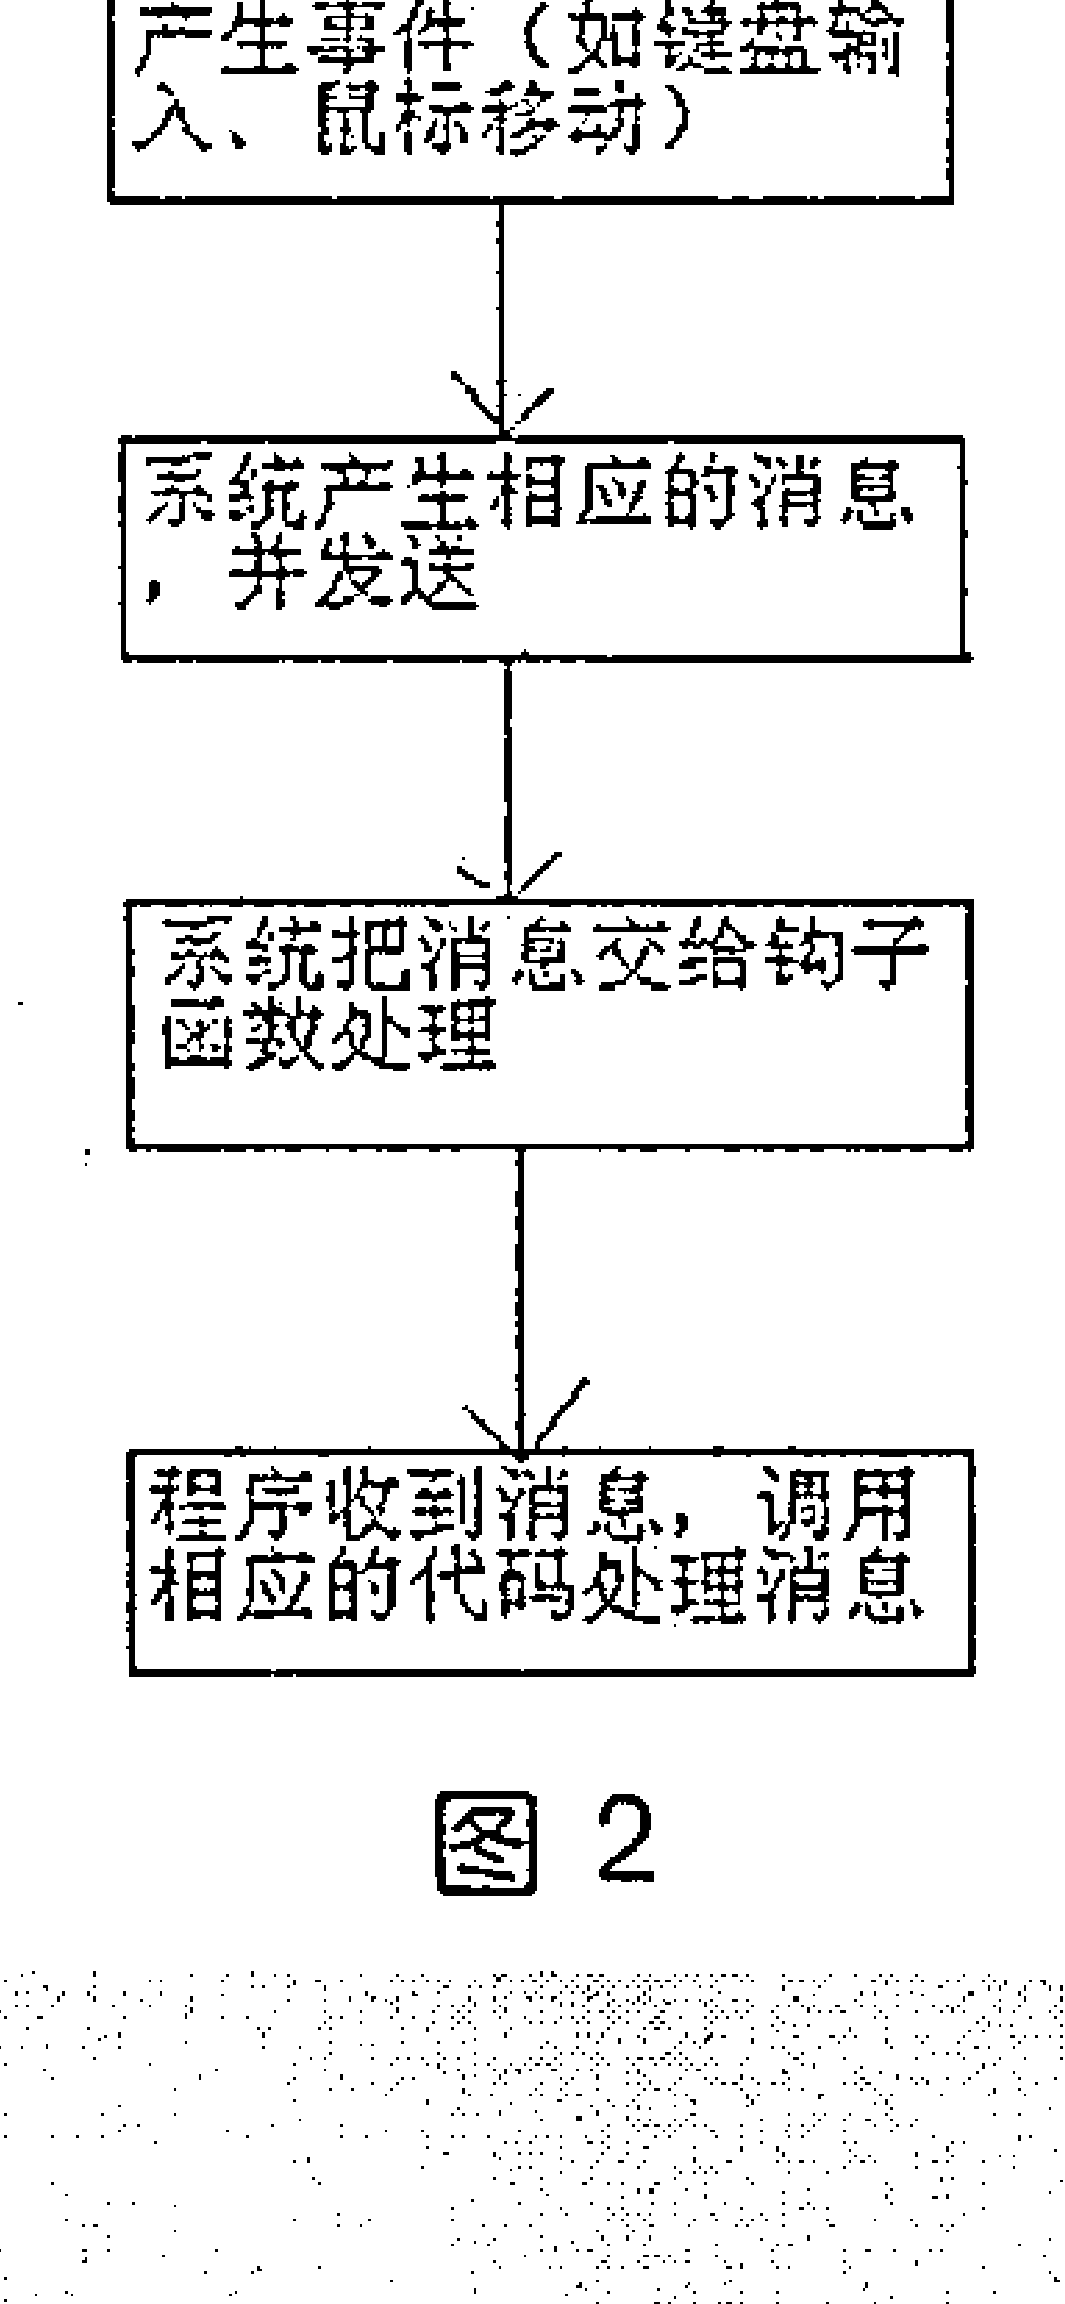 产生事件（如键盘输
入、鼠标移动）
系统产生相应的消息
，并发送
系统把消息交给钩子
函数处理
程序收到消息，调用
相应的代码处理消息
图 2